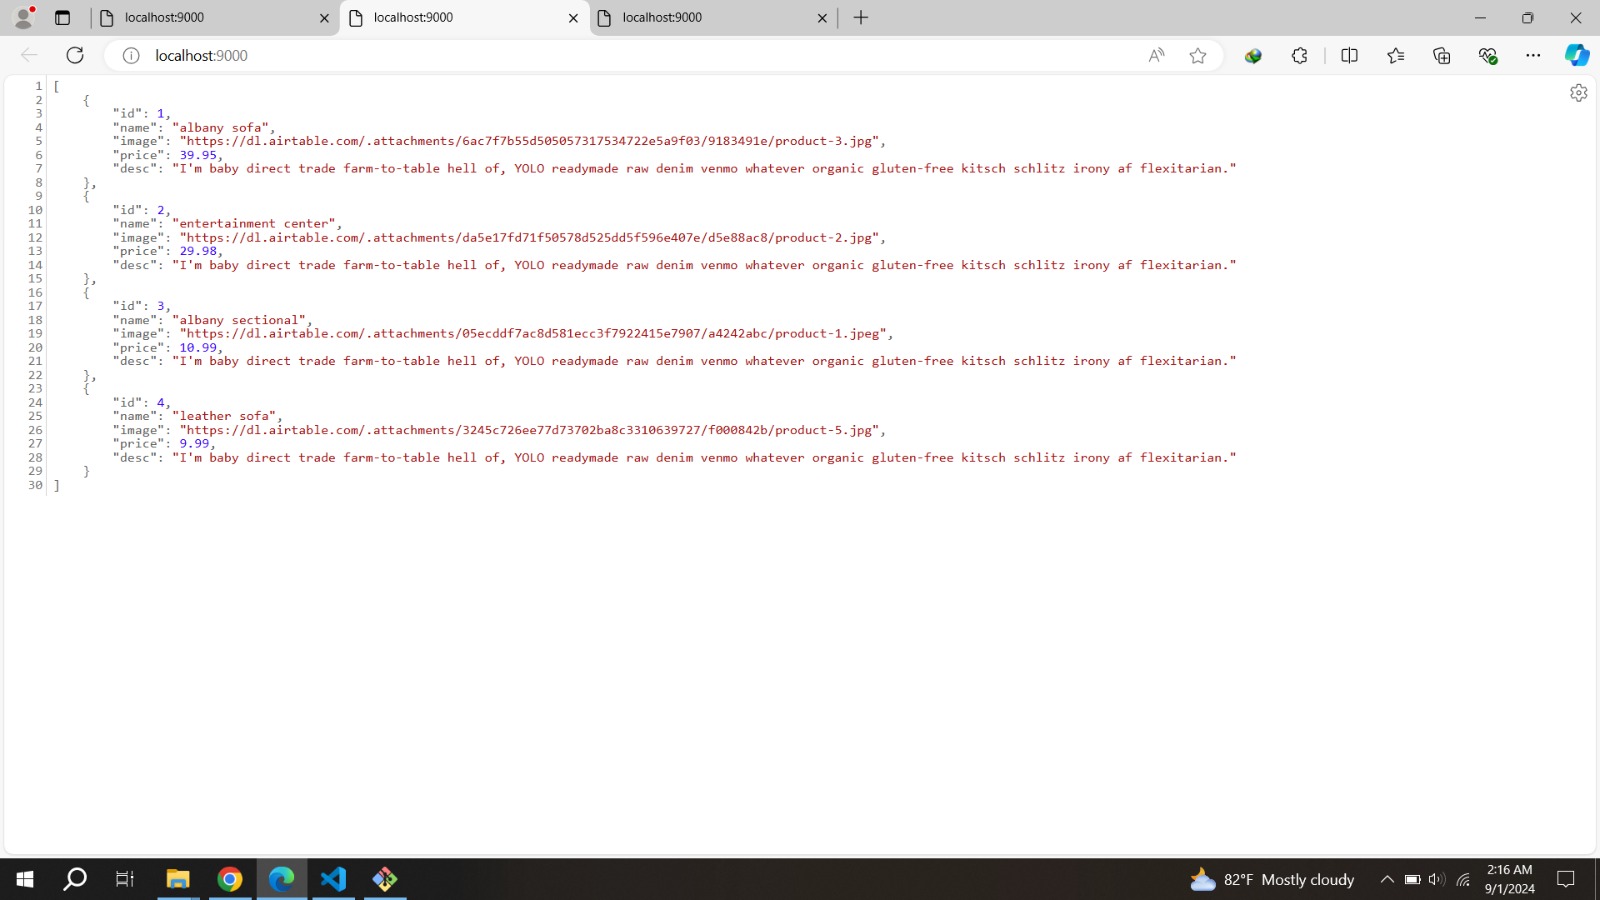 localhost:9000
localhost:9000
localhost:9000
localhost:9000
1 [
2 {
3 "id": 1,
4 "name": "albany sofa",
5 "image": "https://dl.airtable.com/.attachments/6ac7f7b55d505057317534722e5a9f03/9183491e/product-3.jpg",
6 "price": 39.95,
7 "desc": "I'm baby direct trade farm-to-table hell of, YOLO readymade raw denim venmo whatever organic gluten-free kitsch schlitz irony af flexitarian."
8 },
9 {
10 "id": 2,
11 "name": "entertainment center",
12 "image": "https://dl.airtable.com/.attachments/da5e17fd71f50578d525dd5f596e407e/d5e88ac8/product-2.jpg",
13 "price": 29.98,
14 "desc": "I'm baby direct trade farm-to-table hell of, YOLO readymade raw denim venmo whatever organic gluten-free kitsch schlitz irony af flexitarian."
15 },
16 {
17 "id": 3,
18 "name": "albany sectional",
19 "image": "https://dl.airtable.com/.attachments/05ecddf7ac8d581ecc3f7922415e7907/a4242abc/product-1.jpeg",
20 "price": 10.99,
21 "desc": "I'm baby direct trade farm-to-table hell of, YOLO readymade raw denim venmo whatever organic gluten-free kitsch schlitz irony af flexitarian."
22 },
23 {
24 "id": 4,
25 "name": "leather sofa",
26 "image": "https://dl.airtable.com/.attachments/3245c726ee77d73702ba8c3310639727/f000842b/product-5.jpg",
27 "price": 9.99,
28 "desc": "I'm baby direct trade farm-to-table hell of, YOLO readymade raw denim venmo whatever organic gluten-free kitsch schlitz irony af flexitarian."
29 }
30 ]
82°F Mostly cloudy
2:16 AM
9/1/2024